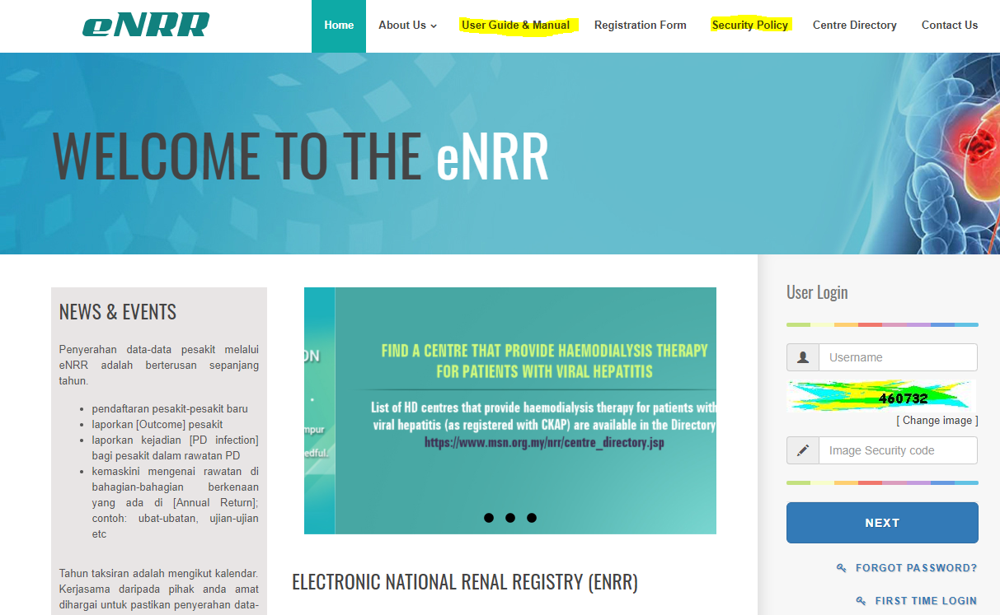 eNRR
Home
About Us
User Guide & Manual
Registration Form
Security Policy
Centre Directory
Contact Us
WELCOME TO THE eNRR
NEWS & EVENTS
Penyerahan data-data pesakit melalui
eNRR adalah berterusan sepanjang
tahun.
• pendaftaran pesakit-pesakit baru
• laporkan [Outcome] pesakit
• laporkan kejadian [PD infection]
bagi pesakit dalam rawatan PD
• kemaskini mengenai rawatan di
bahagian-bahagian berkenaan
yang ada di [Annual Return];
contoh: ubat-ubatan, ujian-ujian
etc
Tahun taksiran adalah mengikut kalendar.
Kerjasama daripada pihak anda amat
dihargai untuk pastikan penyerahan data-
ON
mpur
edful.
FIND A CENTRE THAT PROVIDE HAEMODIALYSIS THERAPY
FOR PATIENTS WITH VIRAL HEPATITIS
List of HD centres that provide haemodialysis therapy for patients with
viral hepatitis (as registered with CKAP) are available in the Directory
https://www.msn.org.my/nrr/centre_directory.jsp
ELECTRONIC NATIONAL RENAL REGISTRY (ENRR)
User Login
Username
460732
[ Change image ]
Image Security code
NEXT
FORGOT PASSWORD?
FIRST TIME LOGIN